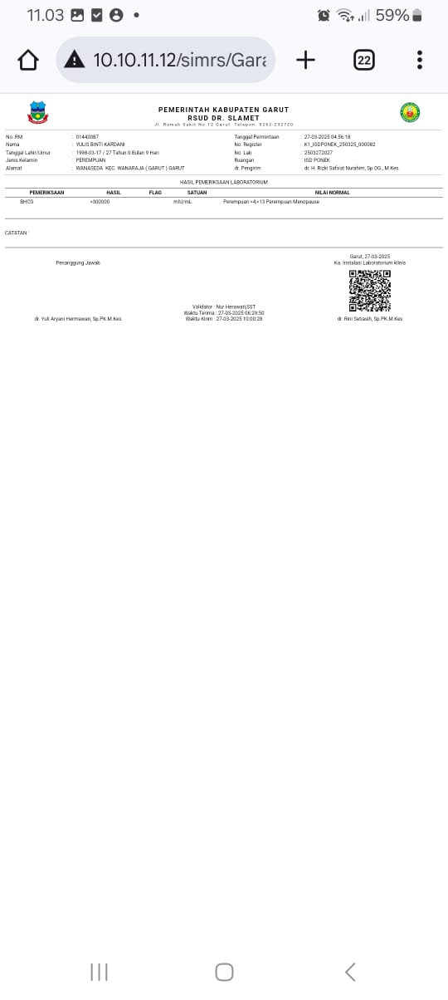 11.03
59%
10.10.11.12/simrs/Gara
22
PEMERINTAH KABUPATEN GARUT
RSUD DR. SLAMET
Jl. Rumah Sakit No.12 Garut. Telepon. 0262-232720
No. RM : 01443087 Tanggal Permintaan : 27-03-2025 04:56:18
Nama : YULIS BINTI KARDANI No. Register : K1_IGDPONEK_250325_000082
Tanggal Lahir/Umur : 1998-03-17 / 27 Tahun 0 Bulan 9 Hari No. Lab : 2503272027
Jenis Kelamin : PEREMPUAN Ruangan : IGD PONEK
Alamat : WANASEDA KEC. WANARAJA ( GARUT ) GARUT dr. Pengirim : dr. H. Rizki Safa'at Nurahim, Sp.OG., M.Kes.
HASIL PEMERIKSAAN LABORATORIUM
PEMERIKSAAN HASIL FLAG SATUAN NILAI NORMAL
BHCG >300000 mIU/mL Perempuan <4;<13 Perempuan Menopause
CATATAN :
Garut, 27-03-2025
Penanggung Jawab Ka. Instalasi Laboratorium klinis
Validator : Nur Herawati,SST
Waktu Terima : 27-03-2025 06:29:50
dr. Yuli Aryani Hermawan, Sp.PK.M.Kes Waktu Kirim : 27-03-2025 10:00:28 dr. Rini Setiasih, Sp.PK.M.Kes